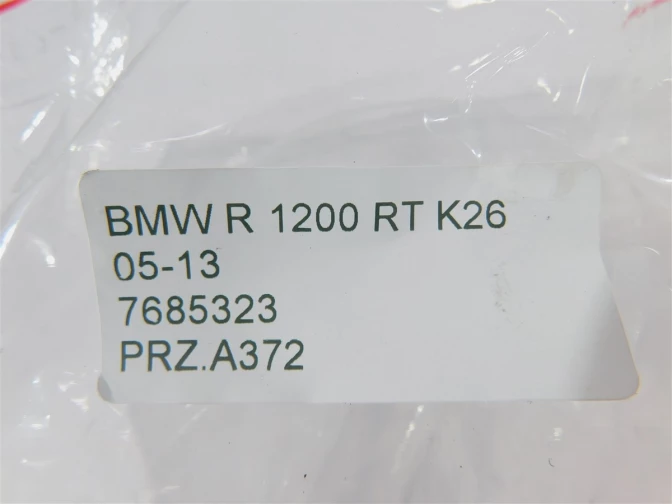 BMW R 1200 RT K26
05-13
7685323
PRZ.A372